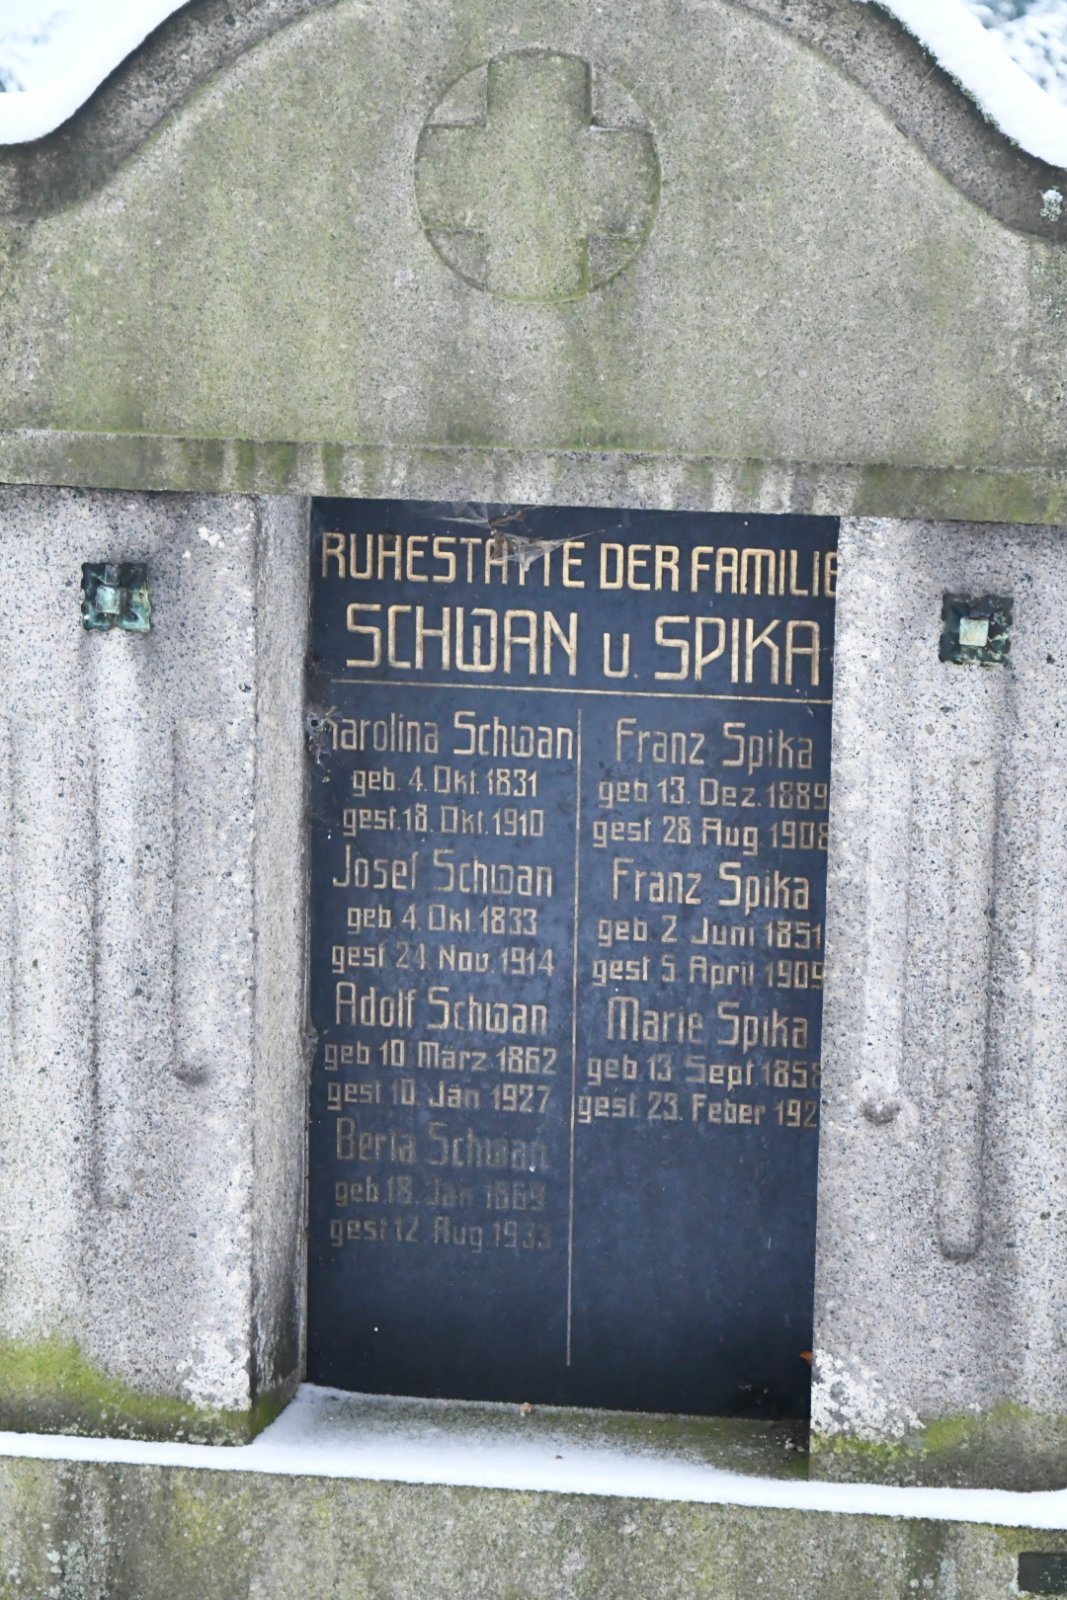 RUHESTÄTTE DER FAMILIE
SCHWAN u. SPIKA
Karolina Schwan
geb. 4. Okt. 1831
gest. 18. Okt. 1910
Josef Schwan
geb. 4. Okt. 1833
gest 24. Nov. 1914
Adolf Schwan
geb 10. März 1862
gest 10. Jän 1927
Berta Schwan
geb. 18. Jän 1869
gest 12. Aug. 1933
Franz Spika
geb 13. Dez. 1889
gest 28 Aug 1908
Franz Spika
geb. 2 Juni 1851
gest 5 April 1909
Marie Spika
geb 13. Sept 185
gest. 23. Feber 192